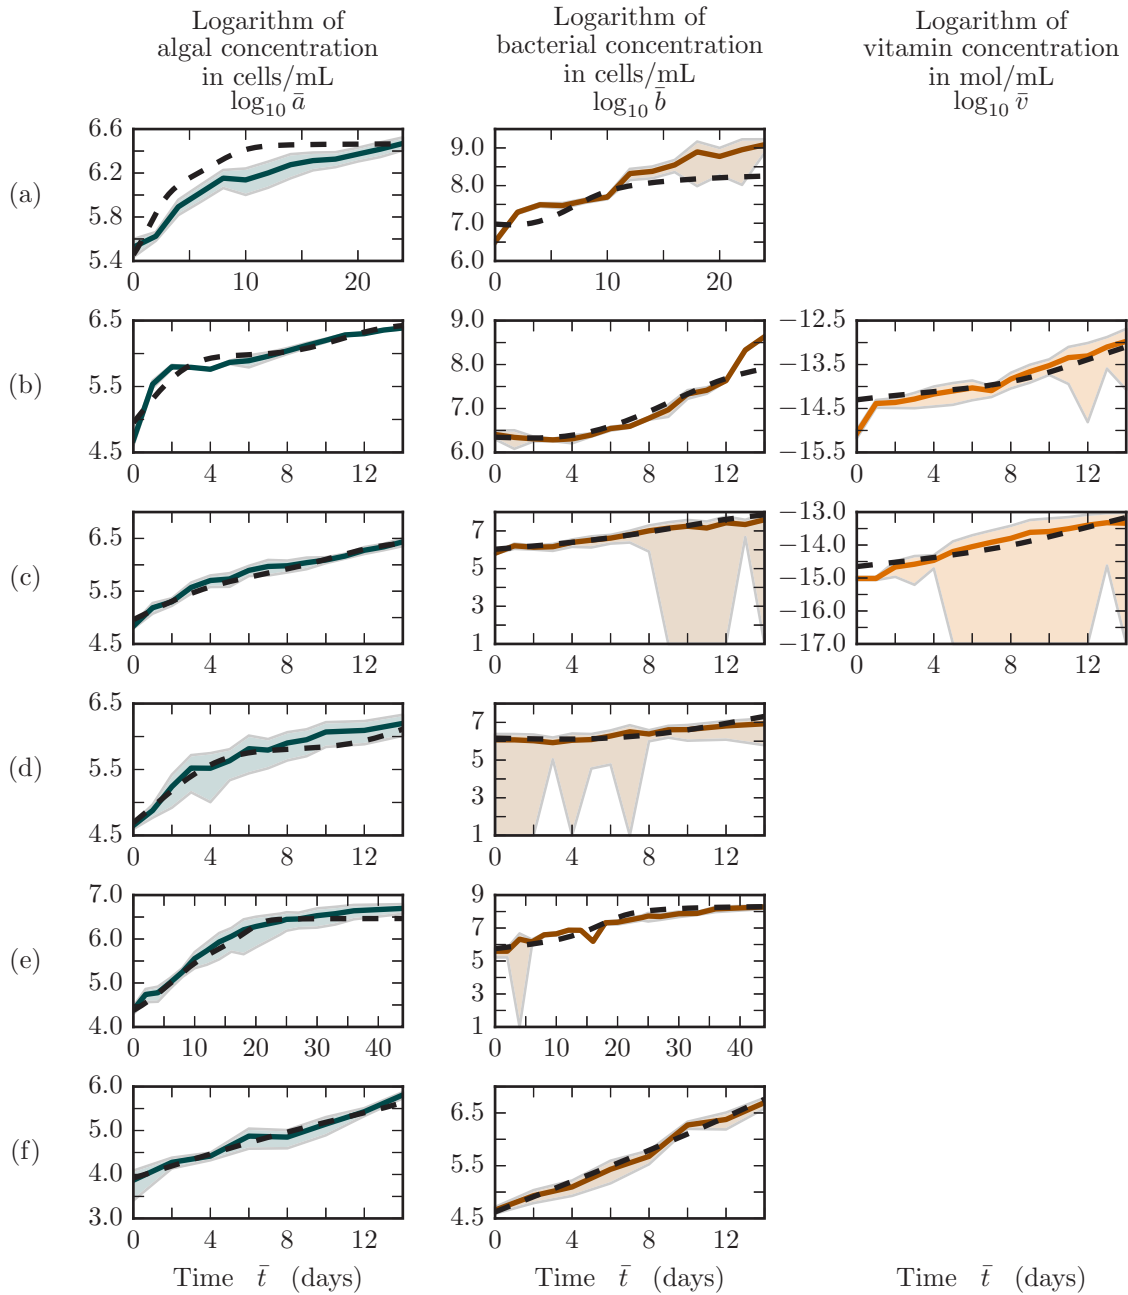 Logarithm of
algal concentration
in cells/mL
log₁₀ a̅
Logarithm of
bacterial concentration
in cells/mL
log₁₀ b̅
Logarithm of
vitamin concentration
in mol/mL
log₁₀ v̅
(a)
6.6
6.2
5.8
5.4
0 10 20
9.0
8.0
7.0
6.0
0 10 20
(b)
6.5
5.5
4.5
0 4 8 12
9.0
8.0
7.0
6.0
0 4 8 12
−12.5
−13.5
−14.5
−15.5
0 4 8 12
(c)
6.5
5.5
4.5
0 4 8 12
7
5
3
1
0 4 8 12
−13.0
−14.0
−15.0
−16.0
−17.0
0 4 8 12
(d)
6.5
5.5
4.5
0 4 8 12
7
5
3
1
0 4 8 12
(e)
7.0
6.0
5.0
4.0
0 10 20 30 40
9
7
5
3
1
0 10 20 30 40
(f)
6.0
5.0
4.0
3.0
0 4 8 12
6.5
5.5
4.5
0 4 8 12
Time t̅ (days)
Time t̅ (days)
Time t̅ (days)